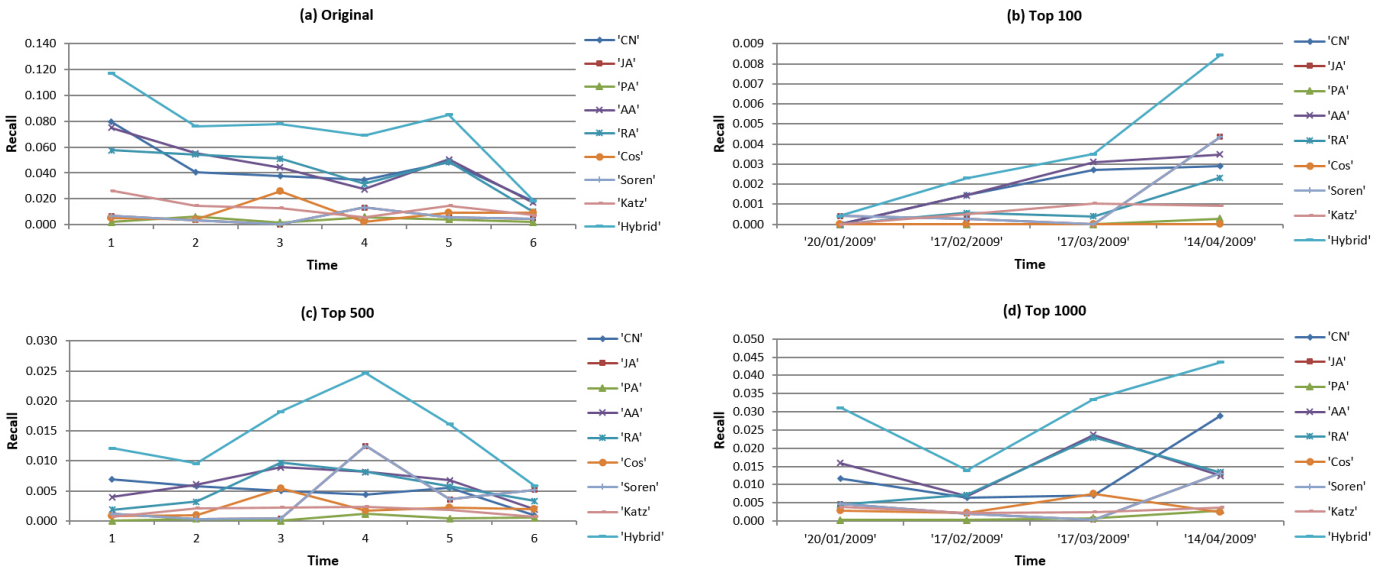 (a) Original
Recall
0.140
0.120
0.100
0.080
0.060
0.040
0.020
0.000
1 2 3 4 5 6
Time
'CN'
'JA'
'PA'
'AA'
'RA'
'Cos'
'Soren'
'Katz'
'Hybrid'
(b) Top 100
Recall
0.009
0.008
0.007
0.006
0.005
0.004
0.003
0.002
0.001
0.000
'20/01/2009' '17/02/2009' '17/03/2009' '14/04/2009'
Time
'CN'
'JA'
'PA'
'AA'
'RA'
'Cos'
'Soren'
'Katz'
'Hybrid'
(c) Top 500
Recall
0.030
0.025
0.020
0.015
0.010
0.005
0.000
1 2 3 4 5 6
Time
'CN'
'JA'
'PA'
'AA'
'RA'
'Cos'
'Soren'
'Katz'
'Hybrid'
(d) Top 1000
Recall
0.050
0.045
0.040
0.035
0.030
0.025
0.020
0.015
0.010
0.005
0.000
'20/01/2009' '17/02/2009' '17/03/2009' '14/04/2009'
Time
'CN'
'JA'
'PA'
'AA'
'RA'
'Cos'
'Soren'
'Katz'
'Hybrid'